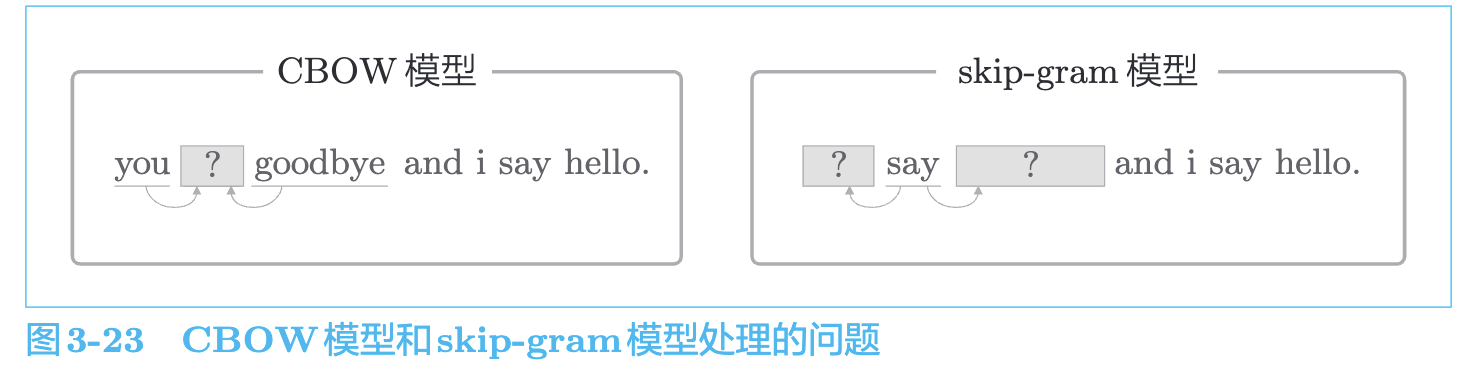 CBOW 模型
you ? goodbye and i say hello.
skip-gram 模型
? say ? and i say hello.
图 3-23 CBOW 模型和 skip-gram 模型处理的问题